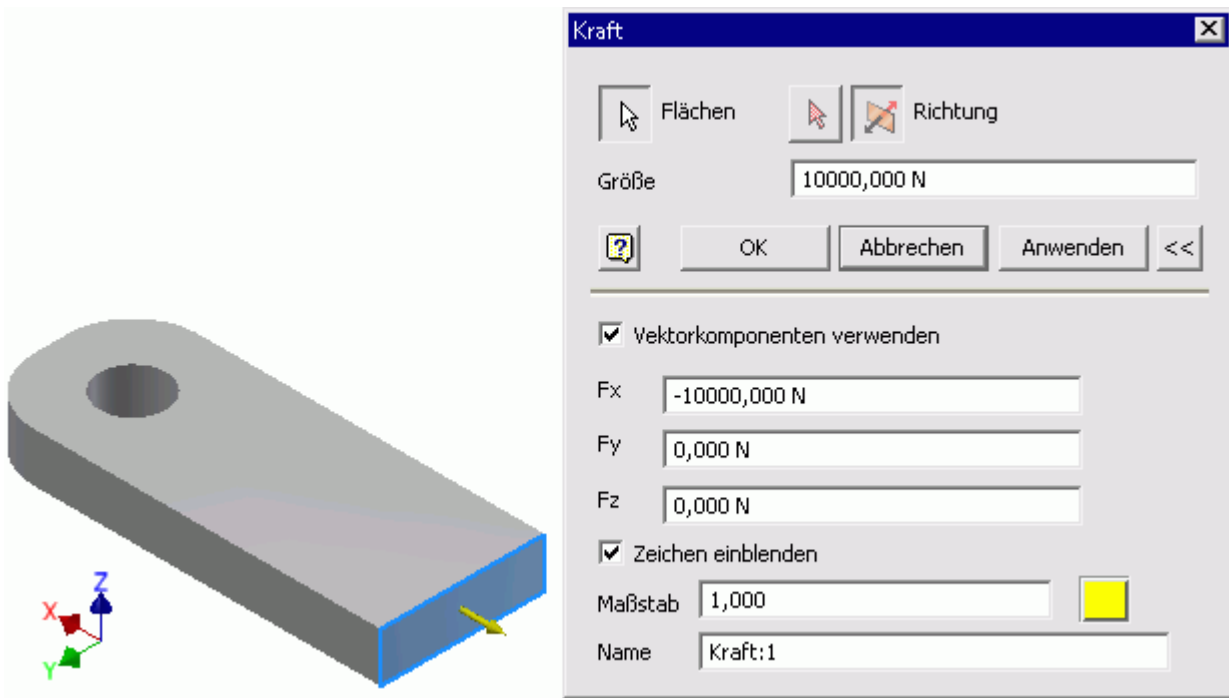 Kraft
Flächen Richtung
Größe 10000,000 N
OK Abbrechen Anwenden <<
Vektorkomponenten verwenden
Fx -10000,000 N
Fy 0,000 N
Fz 0,000 N
Zeichen einblenden
Maßstab 1,000
Name Kraft:1
Z
X
Y